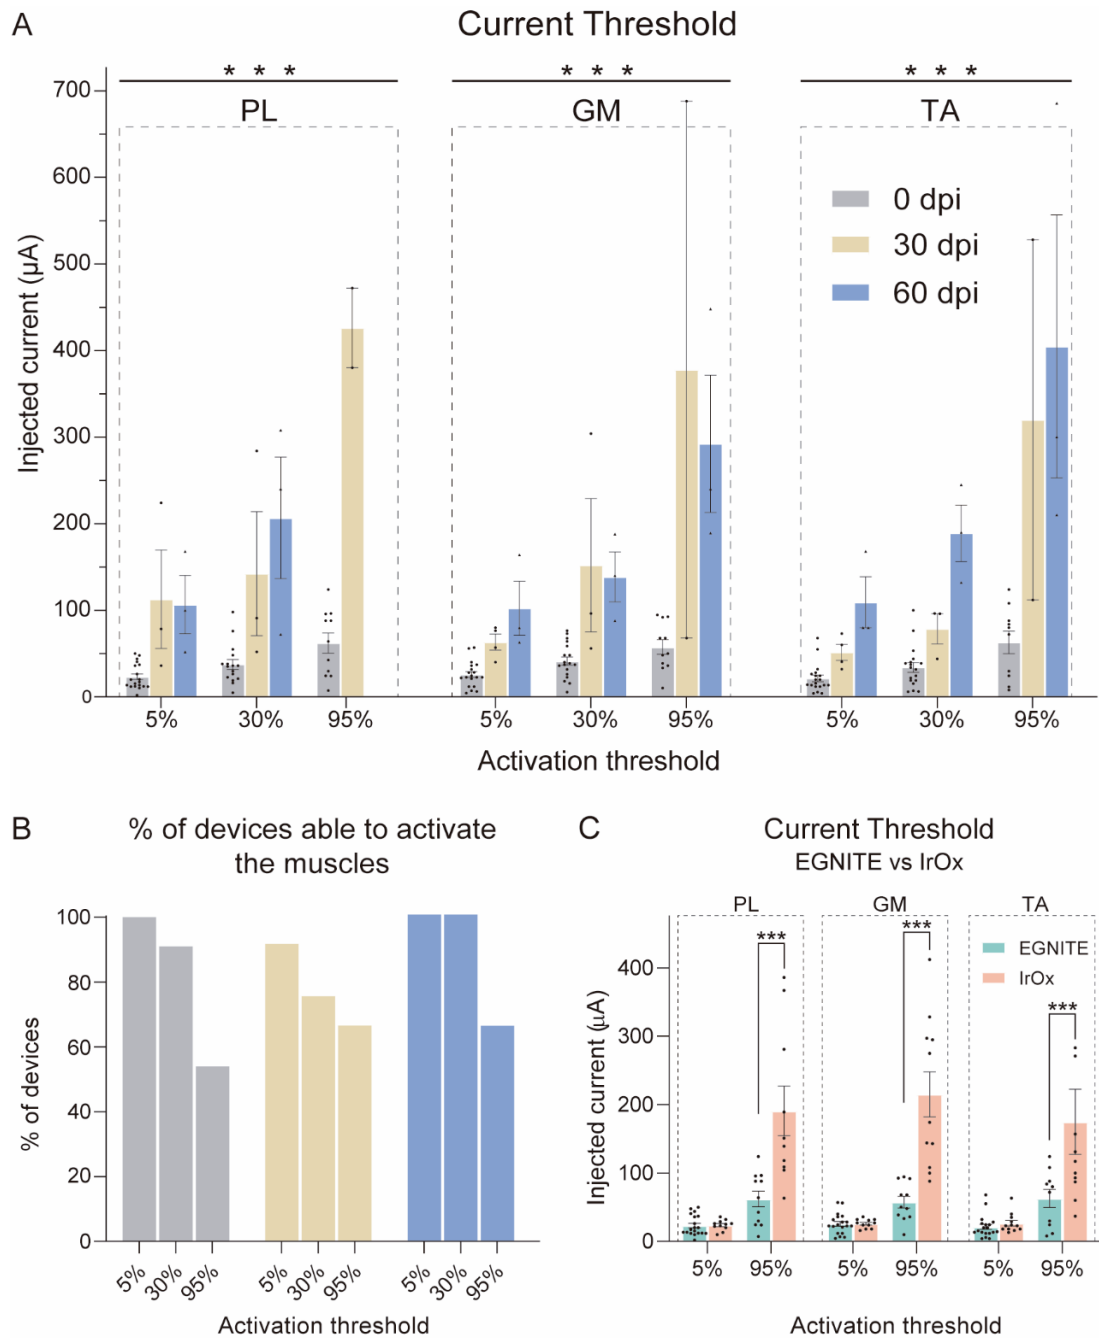 A
Current Threshold
* * *
* * *
* * *
PL
GM
TA
Injected current (µA)
700
600
500
400
300
200
100
0
0 dpi
30 dpi
60 dpi
5%
30%
95%
5%
30%
95%
5%
30%
95%
Activation threshold
B
% of devices able to activate
the muscles
% of devices
100
80
60
40
20
0
5%
30%
95%
5%
30%
95%
5%
30%
95%
Activation threshold
C
Current Threshold
EGNITE vs IrOx
PL
GM
TA
***
***
***
EGNITE
IrOx
Injected current (µA)
400
300
200
100
0
5%
95%
5%
95%
5%
95%
Activation threshold